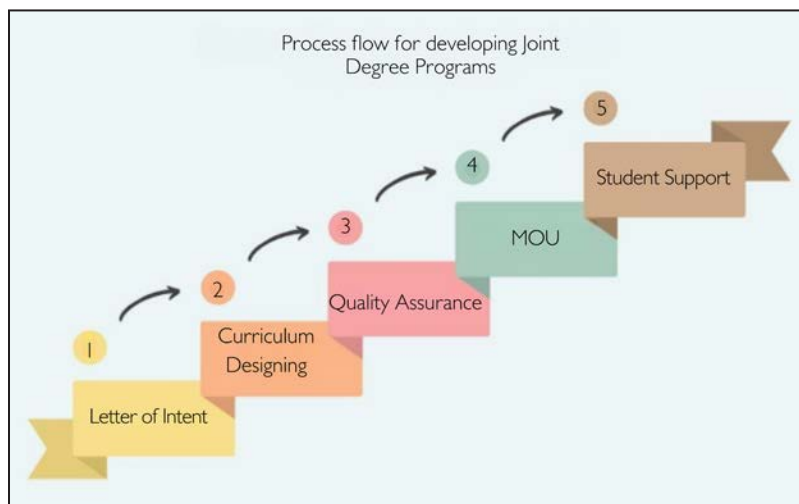 Process flow for developing Joint
Degree Programs
1
Letter of Intent
2
Curriculum
Designing
3
Quality Assurance
4
MOU
5
Student Support